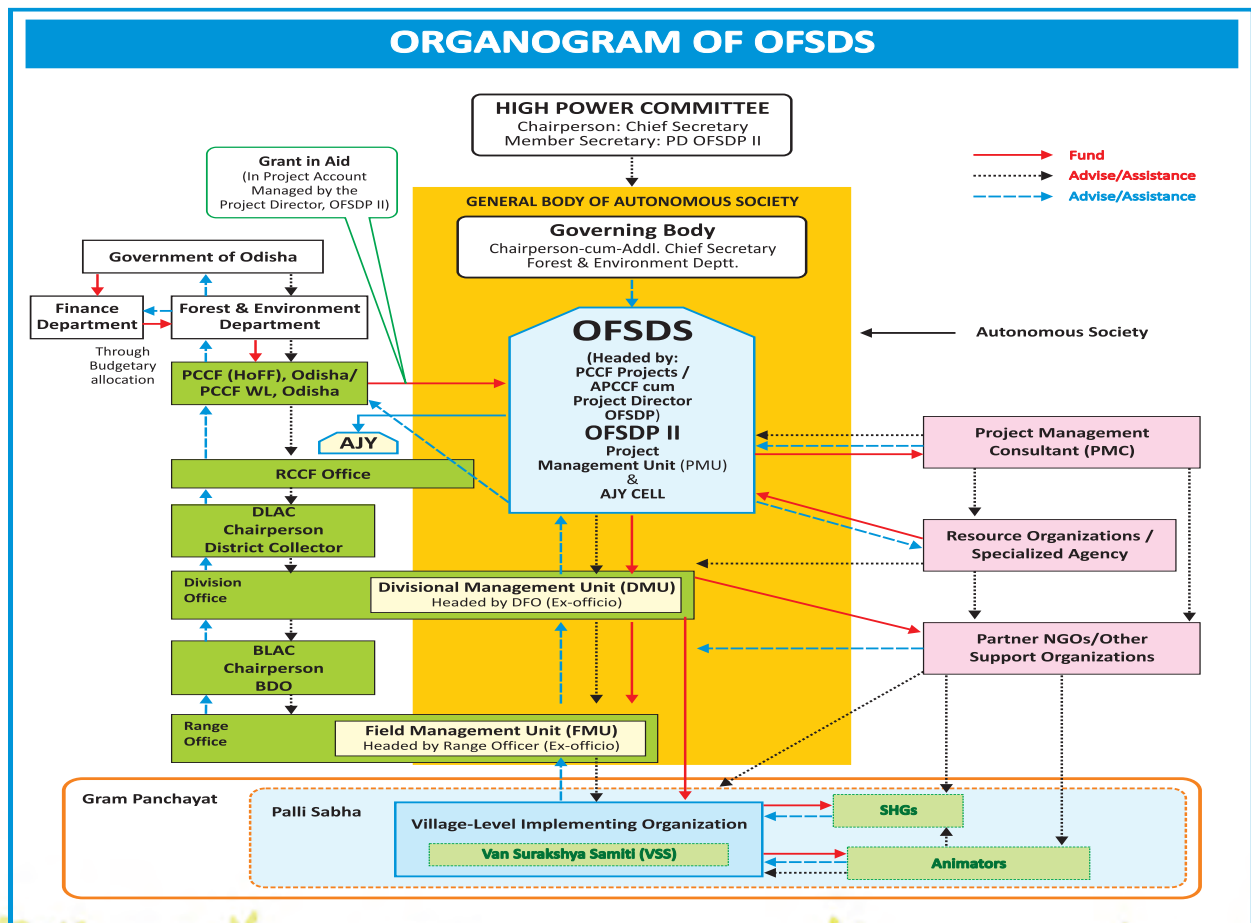 ORGANOGRAM OF OFSDS
HIGH POWER COMMITTEE
Chairperson: Chief Secretary
Member Secretary: PD OFSDP II
Grant in Aid
(In Project Account
Managed by the
Project Director, OFSDP II)
Fund
Advise/Assistance
Advise/Assistance
GENERAL BODY OF AUTONOMOUS SOCIETY
Governing Body
Chairperson-cum-Addl. Chief Secretary
Forest & Environment Deptt.
Government of Odisha
Finance
Department
Forest & Environment
Department
Through
Budgetary
allocation
PCCF (HoFF), Odisha/
PCCF WL, Odisha
OFSDS
(Headed by:
PCCF Projects /
APCCF cum
Project Director
OFSDP)
OFSDP II
Project
Management Unit (PMU)
&
AJY CELL
Autonomous Society
AJY
RCCF Office
Project Management
Consultant (PMC)
DLAC
Chairperson
District Collector
Resource Organizations /
Specialized Agency
Division
Office
Divisional Management Unit (DMU)
Headed by DFO (Ex-officio)
Partner NGOs/Other
Support Organizations
BLAC
Chairperson
BDO
Range
Office
Field Management Unit (FMU)
Headed by Range Officer (Ex-officio)
Gram Panchayat
Palli Sabha
Village-Level Implementing Organization
Van Surakshya Samiti (VSS)
SHGs
Animators